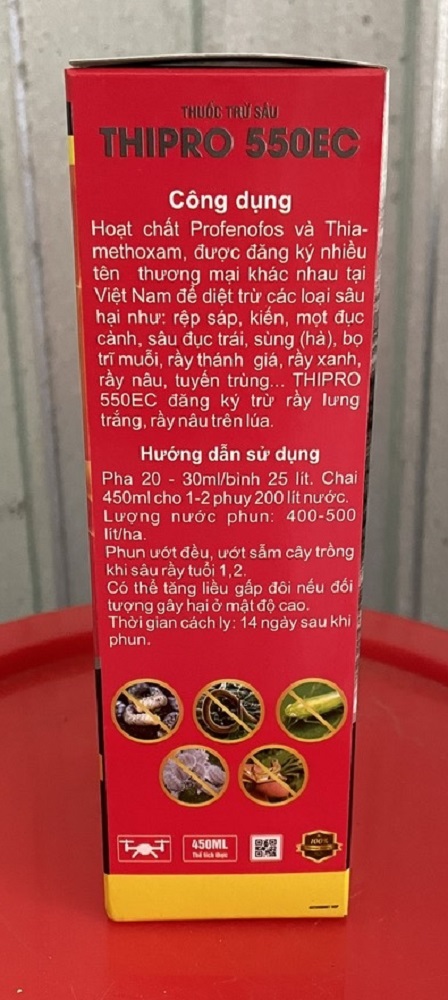 THUỐC TRỪ SÂU
THIPRO 550EC
Công dụng
Hoạt chất Profenofos và Thia-
methoxam, được đăng ký nhiều
tên thương mại khác nhau tại
Việt Nam để diệt trừ các loại sâu
hại như: rệp sáp, kiến, mọt đục
cành, sâu đục trái, sùng (hà), bọ
trĩ muỗi, rầy thánh giá, rầy xanh,
rầy nâu, tuyến trùng... THIPRO
550EC đăng ký trừ rầy lưng
trắng, rầy nâu trên lúa.
Hướng dẫn sử dụng
Pha 20 - 30ml/bình 25 lít. Chai
450ml cho 1-2 phuy 200 lít nước.
Lượng nước phun: 400-500
lít/ha.
Phun ướt đều, ướt sẫm cây trồng
khi sâu rầy tuổi 1,2.
Có thể tăng liều gấp đôi nếu đối
tượng gây hại ở mật độ cao.
Thời gian cách ly: 14 ngày sau khi
phun.
450ML
Thể tích thực
100%